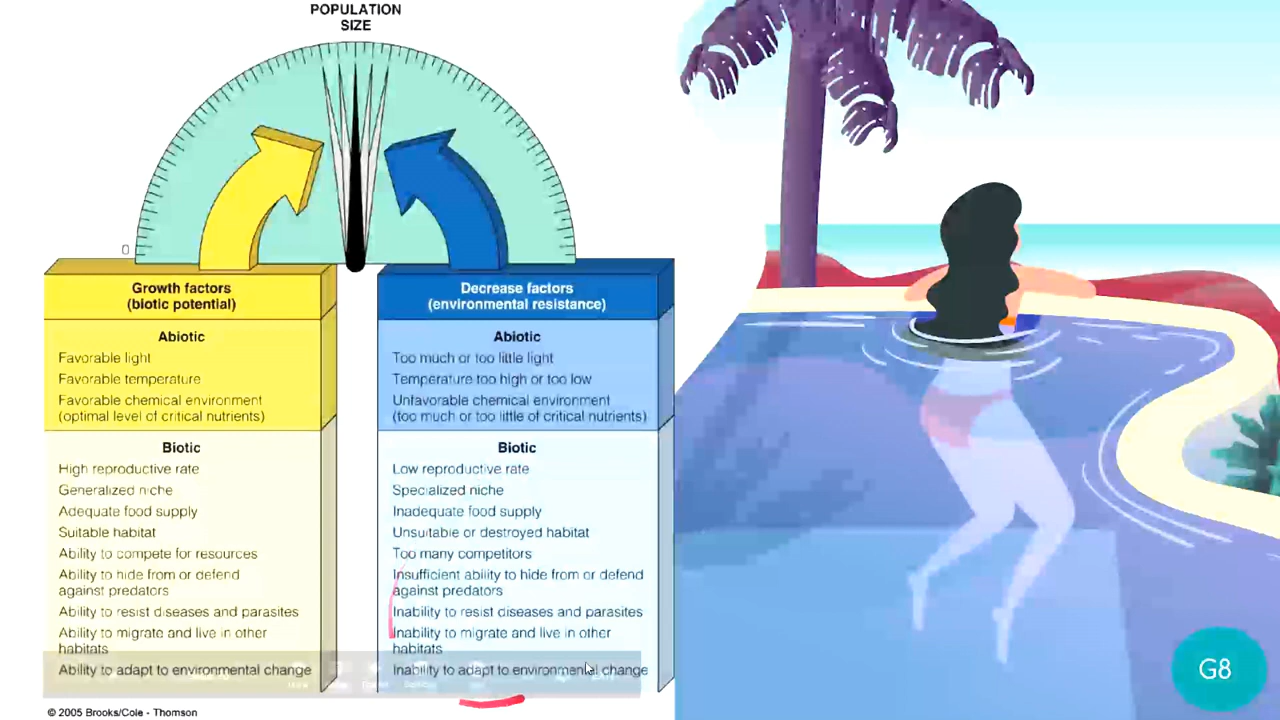 POPULATION
SIZE
0
Growth factors
(biotic potential)
Abiotic
Favorable light
Favorable temperature
Favorable chemical environment
(optimal level of critical nutrients)
Biotic
High reproductive rate
Generalized niche
Adequate food supply
Suitable habitat
Ability to compete for resources
Ability to hide from or defend
against predators
Ability to resist diseases and parasites
Ability to migrate and live in other
habitats
Ability to adapt to environmental change
Decrease factors
(environmental resistance)
Abiotic
Too much or too little light
Temperature too high or too low
Unfavorable chemical environment
(too much or too little of critical nutrients)
Biotic
Low reproductive rate
Specialized niche
Inadequate food supply
Unsuitable or destroyed habitat
Too many competitors
Insufficient ability to hide from or defend
against predators
Inability to resist diseases and parasites
Inability to migrate and live in other
habitats
Inability to adapt to environmental change
© 2005 Brooks/Cole - Thomson
G8